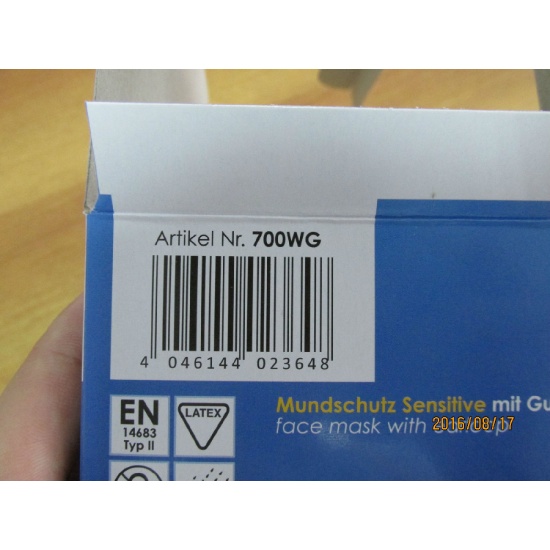 Artikel Nr. 700WG
4 046144 023648
EN
14683
Typ II
LATEX
Mundschutz Sensitive mit Gu
face mask with
2016/08/17